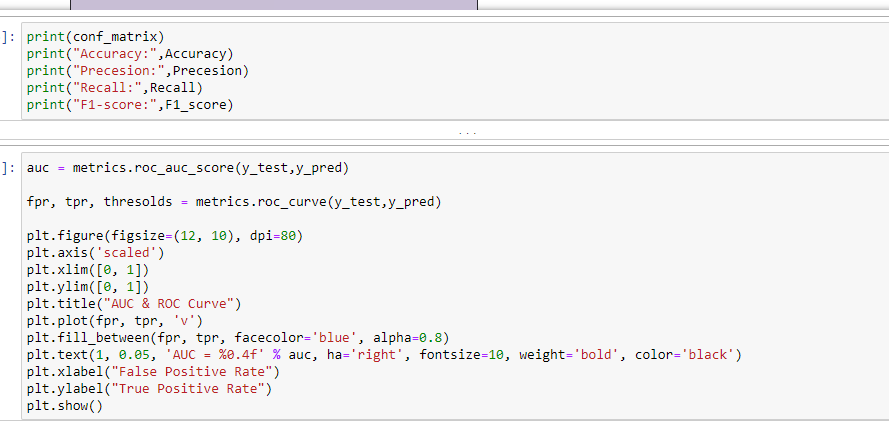 ]: print(conf_matrix)
print("Accuracy:",Accuracy)
print("Precesion:",Precesion)
print("Recall:",Recall)
print("F1-score:",F1_score)
...
]: auc = metrics.roc_auc_score(y_test,y_pred)
fpr, tpr, thresolds = metrics.roc_curve(y_test,y_pred)
plt.figure(figsize=(12, 10), dpi=80)
plt.axis('scaled')
plt.xlim([0, 1])
plt.ylim([0, 1])
plt.title("AUC & ROC Curve")
plt.plot(fpr, tpr, 'v')
plt.fill_between(fpr, tpr, facecolor='blue', alpha=0.8)
plt.text(1, 0.05, 'AUC = %0.4f' % auc, ha='right', fontsize=10, weight='bold', color='black')
plt.xlabel("False Positive Rate")
plt.ylabel("True Positive Rate")
plt.show()